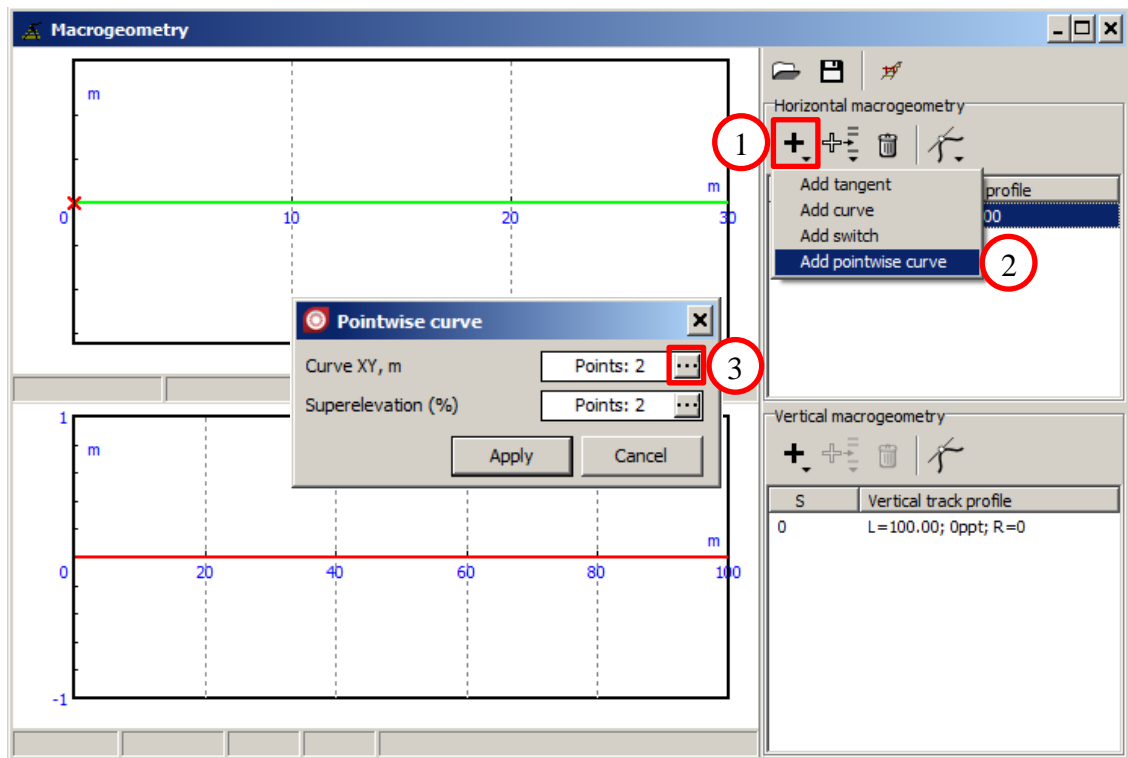 Macrogeometry
m
m
0
10
20
30
Horizontal macrogeometry
1
Add tangent
Add curve
Add switch
Add pointwise curve
2
profile
00
Pointwise curve
Curve XY, m
Points: 2
...
3
Superelevation (%)
Points: 2
...
Apply
Cancel
1
m
m
0
20
40
60
80
100
-1
Vertical macrogeometry
S
Vertical track profile
0
L=100.00; 0ppt; R=0